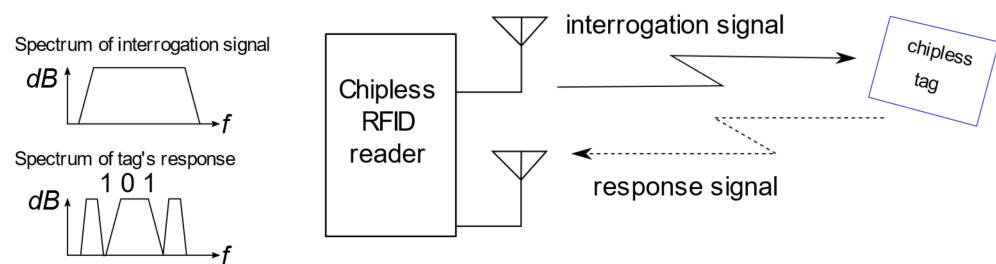 Spectrum of interrogation signal
dB
f
Spectrum of tag's response
1 0 1
dB
f
Chipless
RFID
reader
interrogation signal
response signal
chipless
tag